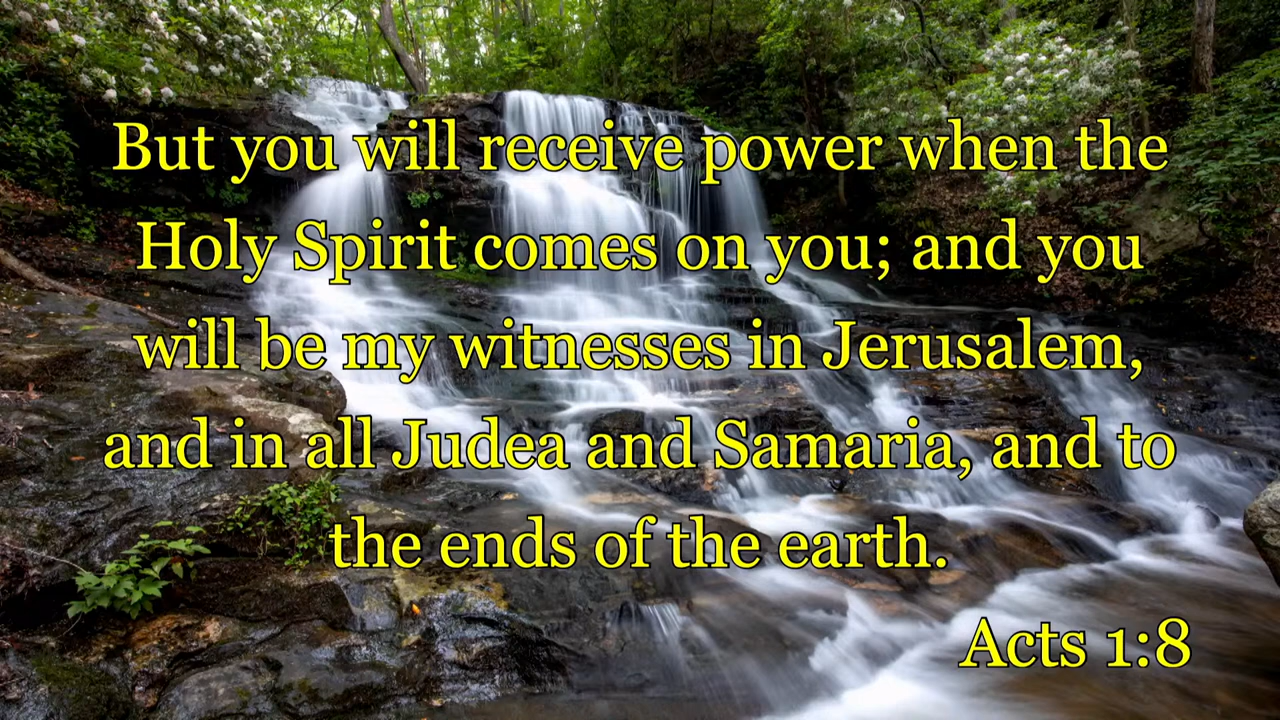 But you will receive power when the
Holy Spirit comes on you; and you
will be my witnesses in Jerusalem,
and in all Judea and Samaria, and to
the ends of the earth.
Acts 1:8